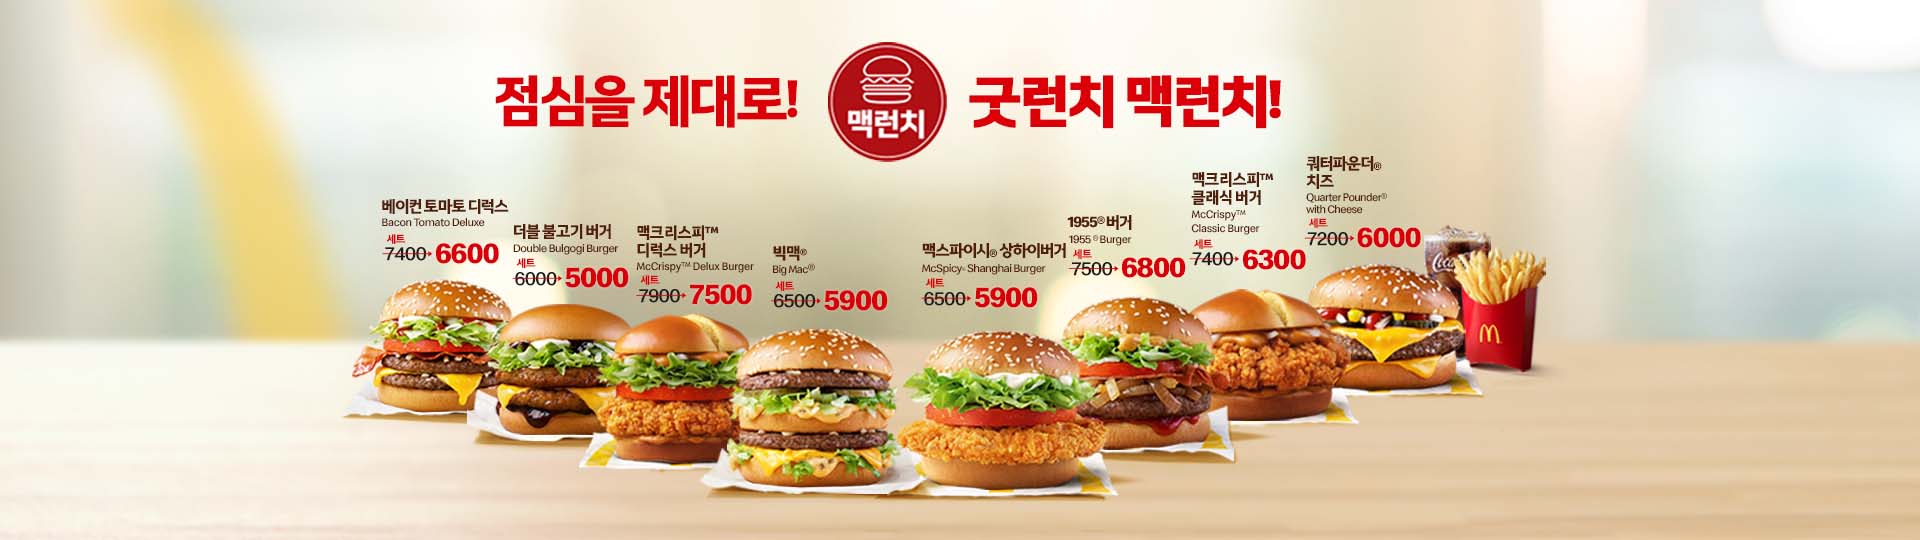 점심을 제대로!
맥런치
굿런치 맥런치!
베이컨 토마토 디럭스
Bacon Tomato Deluxe
세트
7400 6600
더블 불고기 버거
Double Bulgogi Burger
세트
6000 5000
맥크리스피™
디럭스 버거
McCrispy™ Delux Burger
세트
7900 7500
빅맥®
Big Mac®
세트
6500 5900
맥스파이시® 상하이버거
McSpicy® Shanghai Burger
세트
6500 5900
1955® 버거
1955 ® Burger
세트
7500 6800
맥크리스피™
클래식 버거
McCrispy™
Classic Burger
세트
7400 6300
쿼터파운더®
치즈
Quarter Pounder®
with Cheese
세트
7200 6000